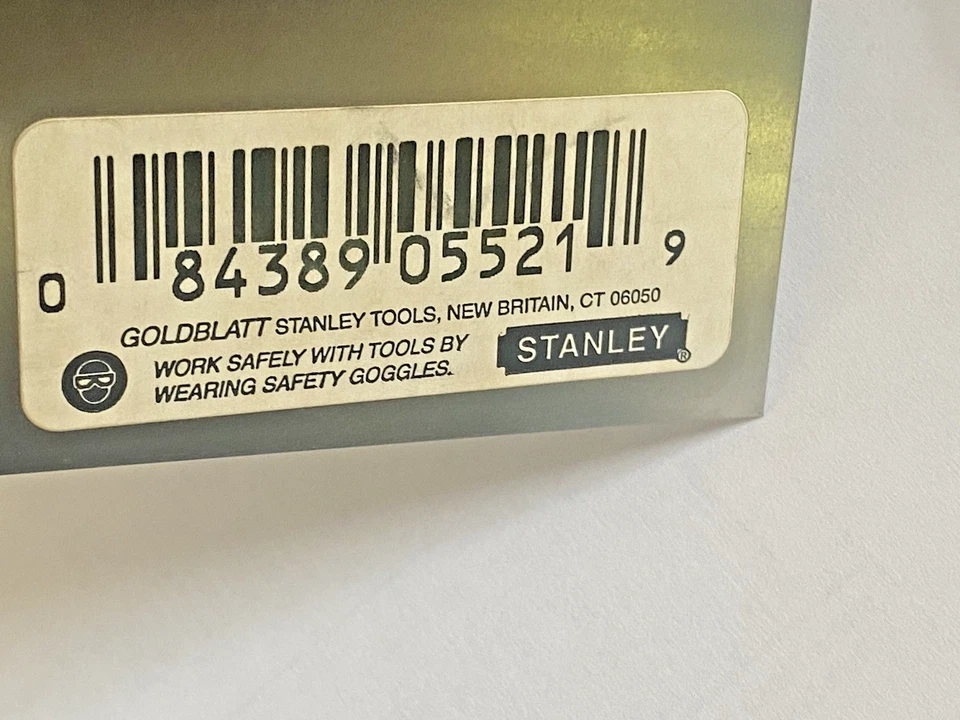 0 84389 05521 9
GOLDBLATT STANLEY TOOLS, NEW BRITAIN, CT 06050
WORK SAFELY WITH TOOLS BY
WEARING SAFETY GOGGLES.
STANLEY®